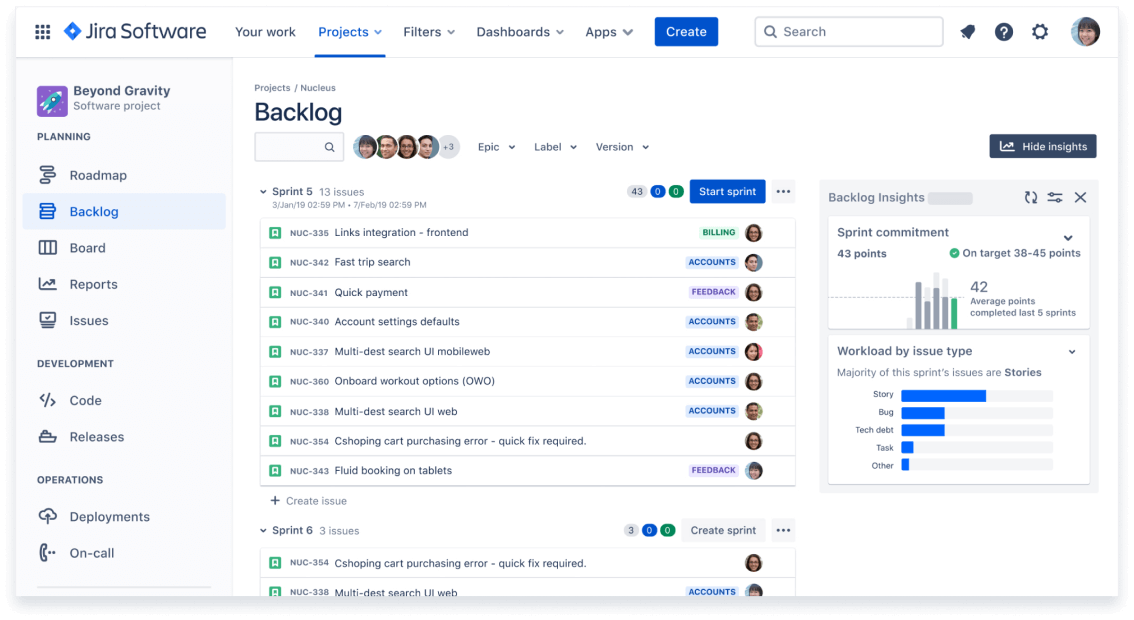 Jira Software Your work Projects Filters Dashboards Apps Create Search
Beyond Gravity
Software project
PLANNING
Roadmap
Backlog
Board
Reports
Issues
DEVELOPMENT
Code
Releases
OPERATIONS
Deployments
On-call
Projects / Nucleus
Backlog
+3 Epic Label Version Hide insights
Sprint 5 13 issues 43 0 0 Start sprint
3/Jan/19 02:59 PM • 7/Feb/19 02:59 PM
NUC-335 Links integration - frontend BILLING
NUC-342 Fast trip search ACCOUNTS
NUC-341 Quick payment FEEDBACK
NUC-340 Account settings defaults ACCOUNTS
NUC-337 Multi-dest search UI mobileweb ACCOUNTS
NUC-360 Onboard workout options (OWO) ACCOUNTS
NUC-338 Multi-dest search UI web ACCOUNTS
NUC-354 Cshoping cart purchasing error - quick fix required.
NUC-343 Fluid booking on tablets FEEDBACK
+ Create issue
Sprint 6 3 issues 3 0 0 Create sprint
NUC-354 Cshoping cart purchasing error - quick fix required.
NUC-338 Multi-dest search UI web ACCOUNTS
Backlog Insights
Sprint commitment
43 points On target 38-45 points
42
Average points
completed last 5 sprints
Workload by issue type
Majority of this sprint's issues are Stories
Story
Bug
Tech debt
Task
Other